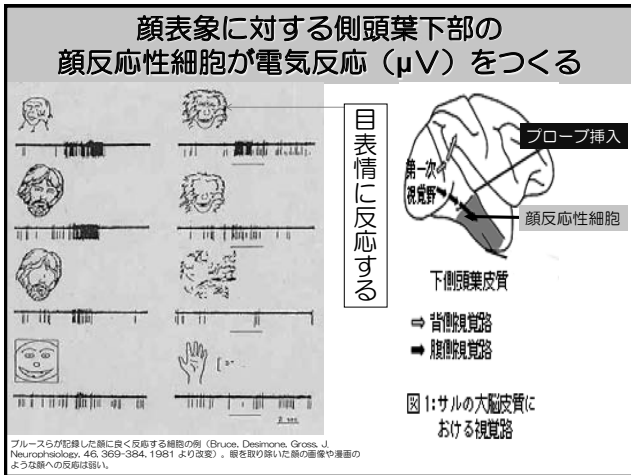 顔表象に対する側頭葉下部の
顔反応性細胞が電気反応（μV）をつくる
目表情に反応する
プローブ挿入
第一次
視覚野
顔反応性細胞
下側頭葉皮質
⇨ 背側視覚路
➡ 腹側視覚路
図1:サルの大脳皮質に
おける視覚路
ブルースらが記録した顔に良く反応する細胞の例（Bruce, Desimone, Gross, J.
Neurophsiology, 46, 369-384, 1981 より改変）。眼を取り除いた顔の画像や漫画の
ような顔への反応は弱い。